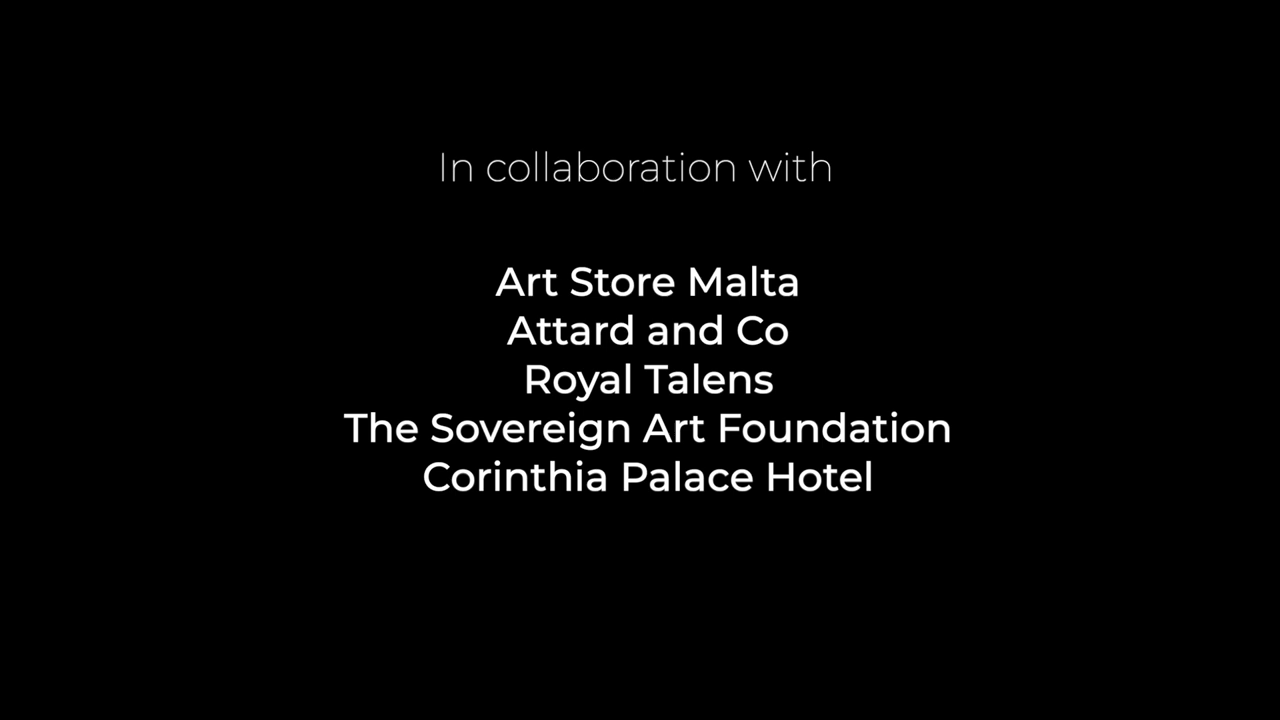 In collaboration with
Art Store Malta
Attard and Co
Royal Talens
The Sovereign Art Foundation
Corinthia Palace Hotel